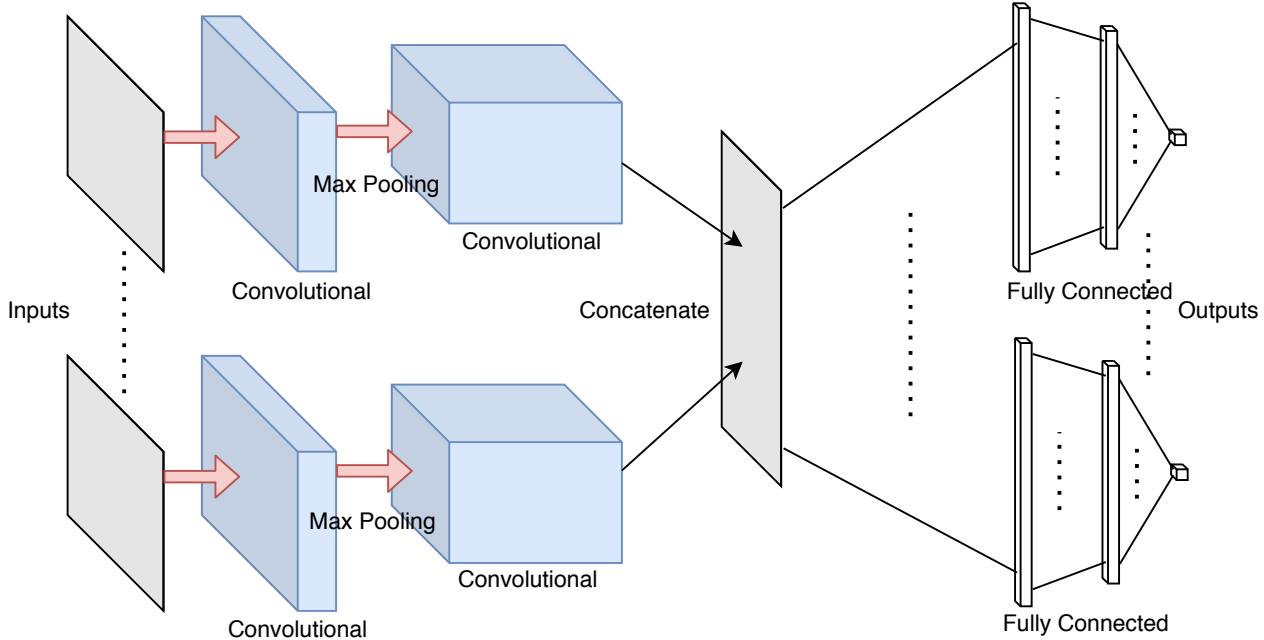 Max Pooling
Convolutional
Convolutional
Fully Connected
Inputs
Concatenate
Outputs
Max Pooling
Convolutional
Convolutional
Fully Connected